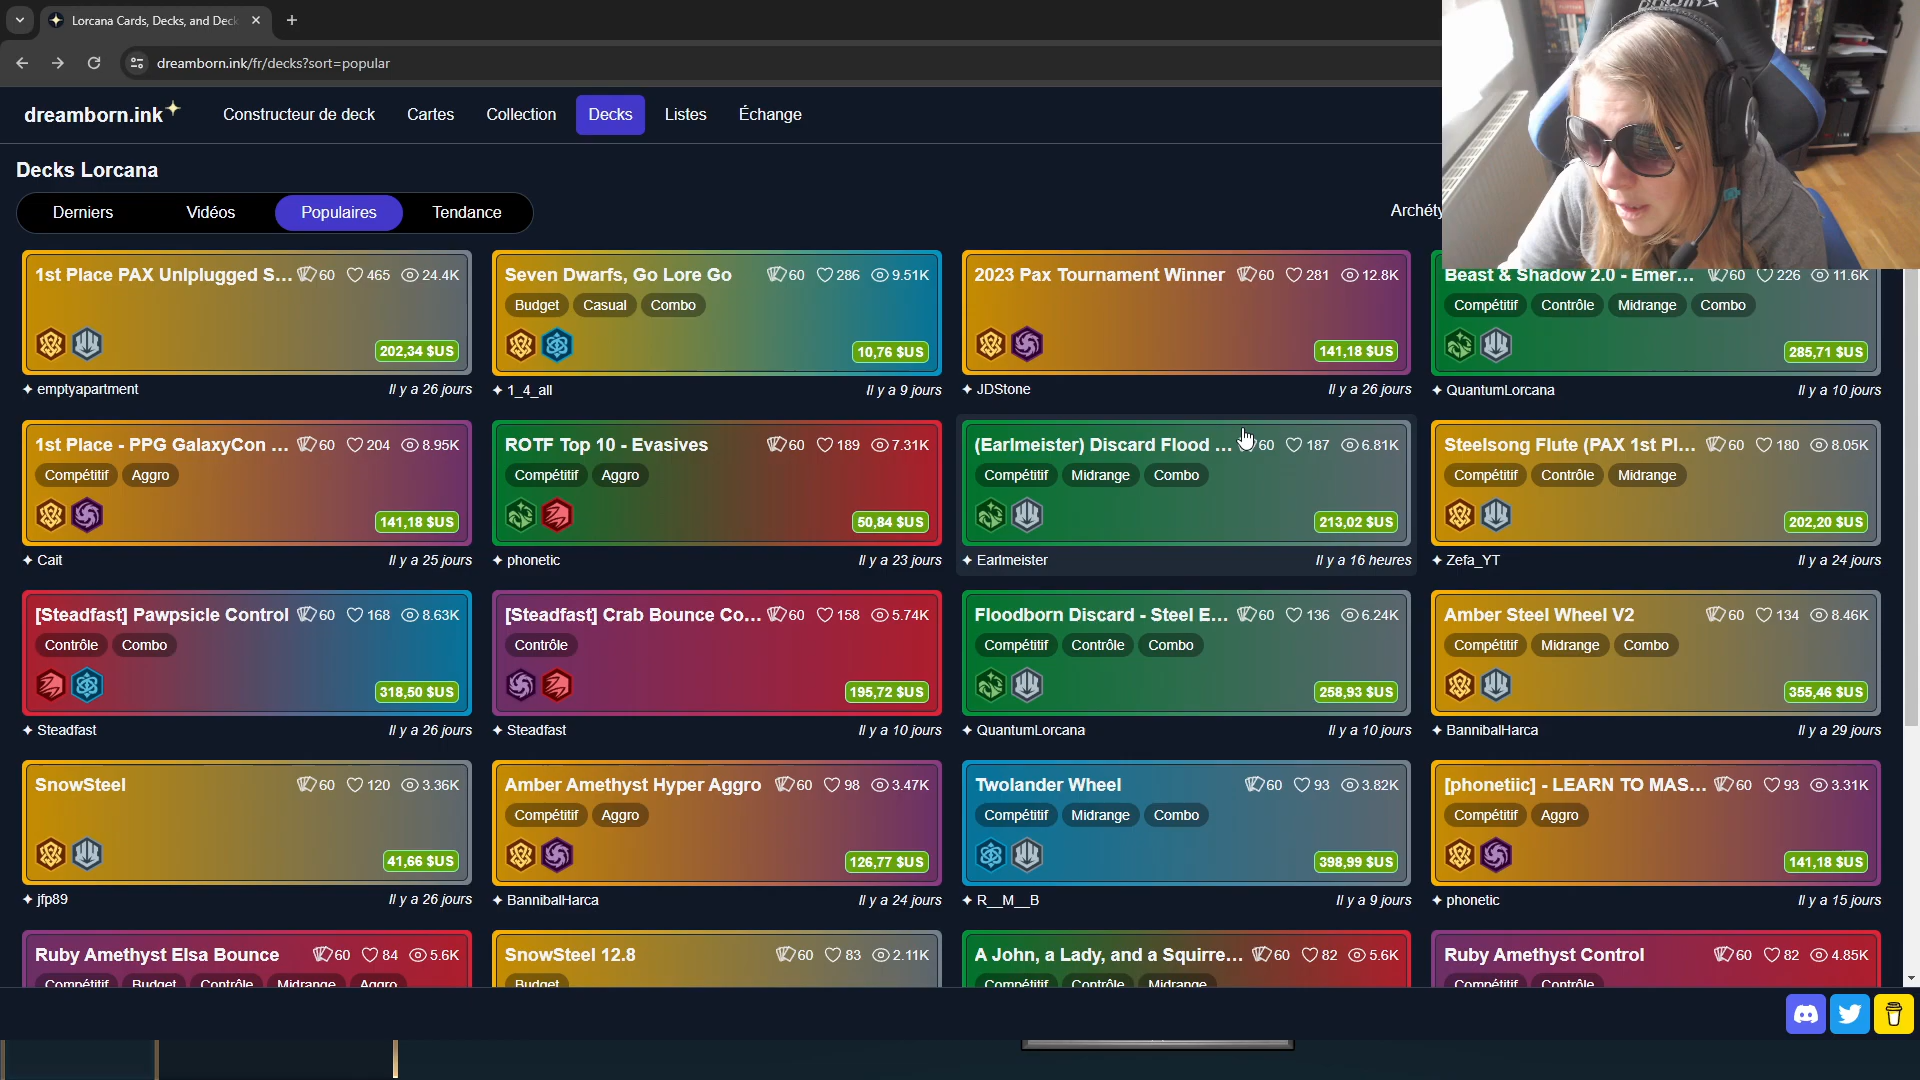 Lorcana Cards, Decks, and Deck
dreamborn.ink/fr/decks?sort=popular
dreamborn.ink
Constructeur de deck
Cartes
Collection
Decks
Listes
Échange
Decks Lorcana
Derniers
Vidéos
Populaires
Tendance
Archéty
1st Place PAX Unlplugged S... 60 465 24.4K
202,34 $US
emptyapartment
Il y a 26 jours
Seven Dwarfs, Go Lore Go 60 286 9.51K
Budget Casual Combo
10,76 $US
1_4_all
Il y a 9 jours
2023 Pax Tournament Winner 60 281 12.8K
141,18 $US
JDStone
Il y a 26 jours
Beast & Shadow 2.0 - Emer... 60 226 11.6K
Compétitif Contrôle Midrange Combo
285,71 $US
QuantumLorcana
Il y a 10 jours
1st Place - PPG GalaxyCon ... 60 204 8.95K
Compétitif Aggro
141,18 $US
Cait
Il y a 25 jours
ROTF Top 10 - Evasives 60 189 7.31K
Compétitif Aggro
50,84 $US
phonetic
Il y a 23 jours
(Earlmeister) Discard Flood ... 60 187 6.81K
Compétitif Midrange Combo
213,02 $US
Earlmeister
Il y a 16 heures
Steelsong Flute (PAX 1st Pl... 60 180 8.05K
Compétitif Contrôle Midrange
202,20 $US
Zefa_YT
Il y a 24 jours
[Steadfast] Pawpsicle Control 60 168 8.63K
Contrôle Combo
318,50 $US
Steadfast
Il y a 26 jours
[Steadfast] Crab Bounce Co... 60 158 5.74K
Contrôle
195,72 $US
Steadfast
Il y a 10 jours
Floodborn Discard - Steel E... 60 136 6.24K
Compétitif Contrôle Combo
258,93 $US
QuantumLorcana
Il y a 10 jours
Amber Steel Wheel V2 60 134 8.46K
Compétitif Midrange Combo
355,46 $US
BannibalHarca
Il y a 29 jours
SnowSteel 60 120 3.36K
41,66 $US
jfp89
Il y a 26 jours
Amber Amethyst Hyper Aggro 60 98 3.47K
Compétitif Aggro
126,77 $US
BannibalHarca
Il y a 24 jours
Twolander Wheel 60 93 3.82K
Compétitif Midrange Combo
398,99 $US
R__M__B
Il y a 9 jours
[phonetiic] - LEARN TO MAS... 60 93 3.31K
Compétitif Aggro
141,18 $US
phonetic
Il y a 15 jours
Ruby Amethyst Elsa Bounce 60 84 5.6K
Compétitif Budget Contrôle Midrange Aggro
SnowSteel 12.8 60 83 2.11K
Budget
A John, a Lady, and a Squirre... 60 82 5.6K
Compétitif Contrôle Midrange
Ruby Amethyst Control 60 82 4.85K
Compétitif Contrôle